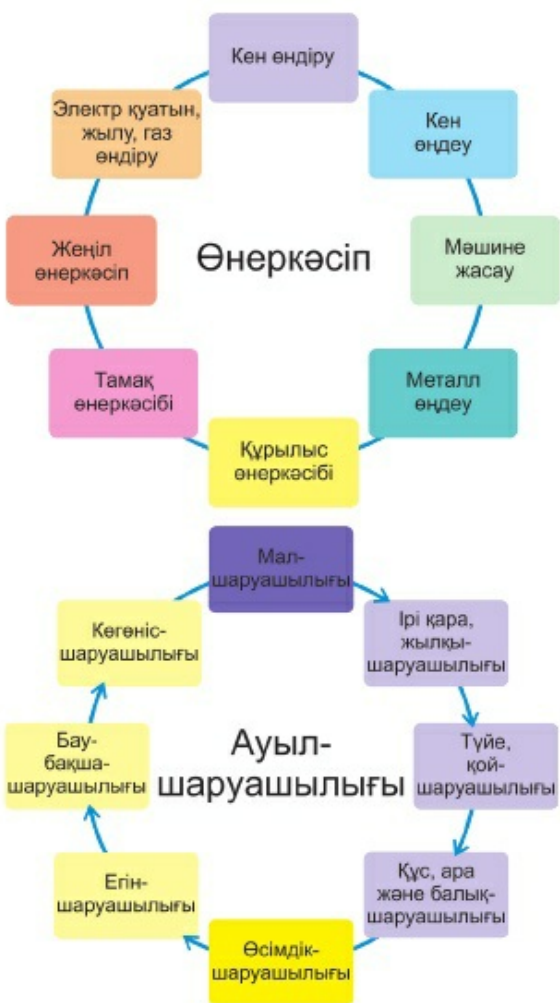 Кен өндіру
Кен
өңдеу
Мәшине
жасау
Металл
өңдеу
Құрылыс
өнеркәсібі
Тамақ
өнеркәсібі
Жеңіл
өнеркәсіп
Электр қуатын,
жылу, газ
өндіру
Өнеркәсіп
Мал-
шаруашылығы
Ірі қара,
жылқы-
шаруашылығы
Түйе,
қой-
шаруашылығы
Құс, ара
және балық-
шаруашылығы
Өсімдік-
шаруашылығы
Егін-
шаруашылығы
Бау-
бақша-
шаруашылығы
Көгөніс-
шаруашылығы
Ауыл-
шаруашылығы